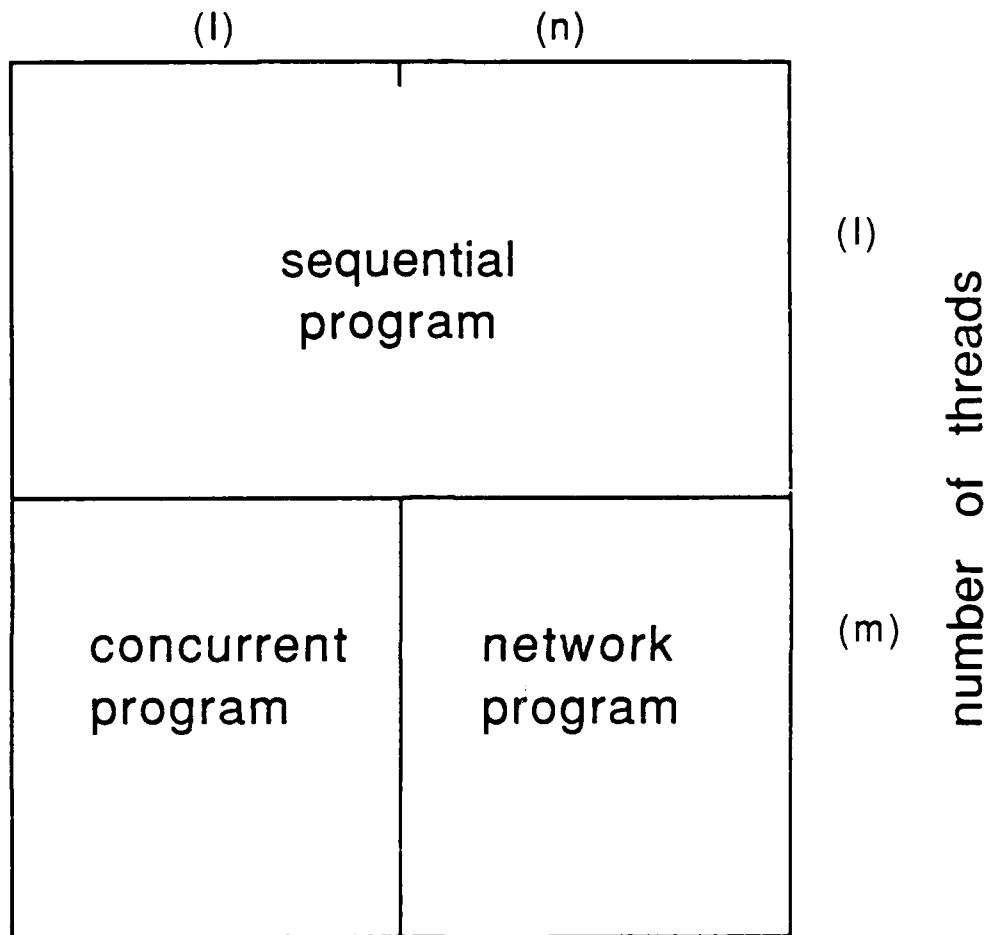 (l) (n)
sequential
program
(l)
concurrent
program
network
program
(m)
number of threads